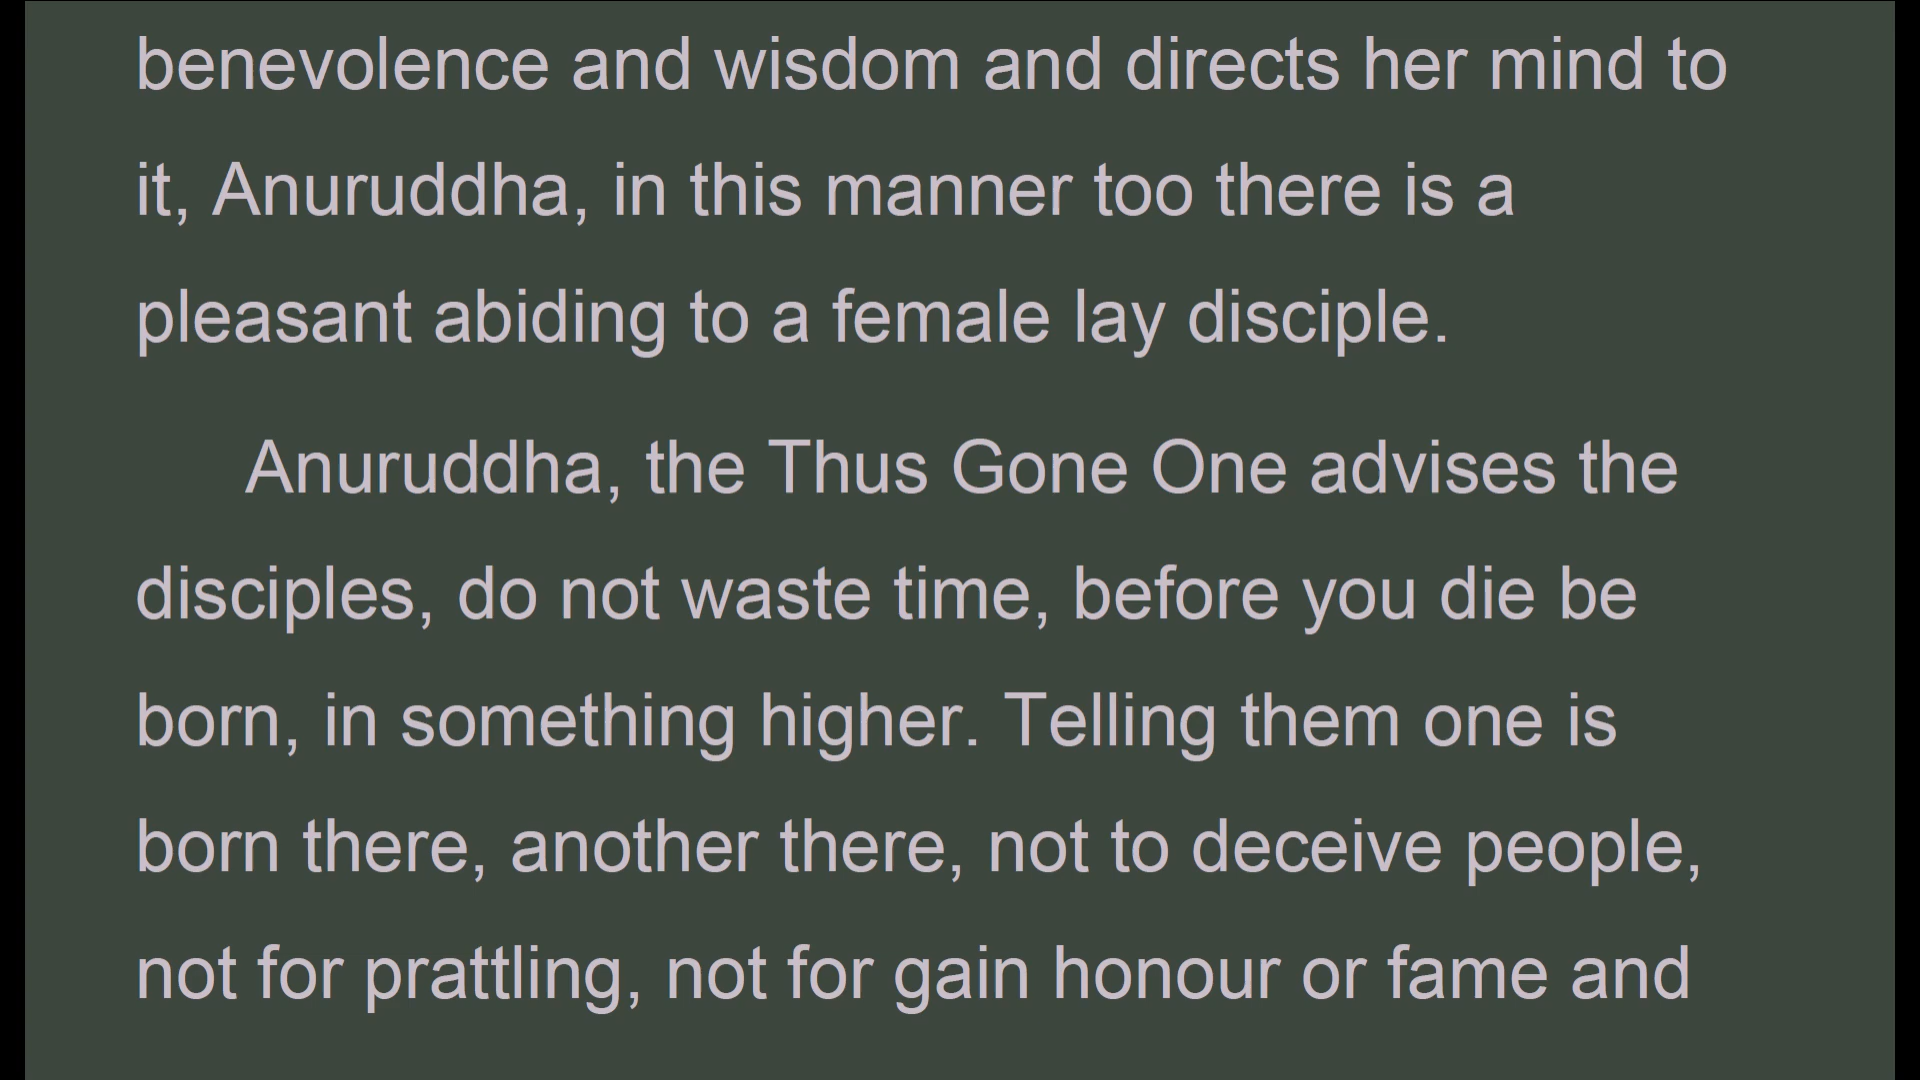 benevolence and wisdom and directs her mind to
it, Anuruddha, in this manner too there is a
pleasant abiding to a female lay disciple.
Anuruddha, the Thus Gone One advises the
disciples, do not waste time, before you die be
born, in something higher. Telling them one is
born there, another there, not to deceive people,
not for prattling, not for gain honour or fame and